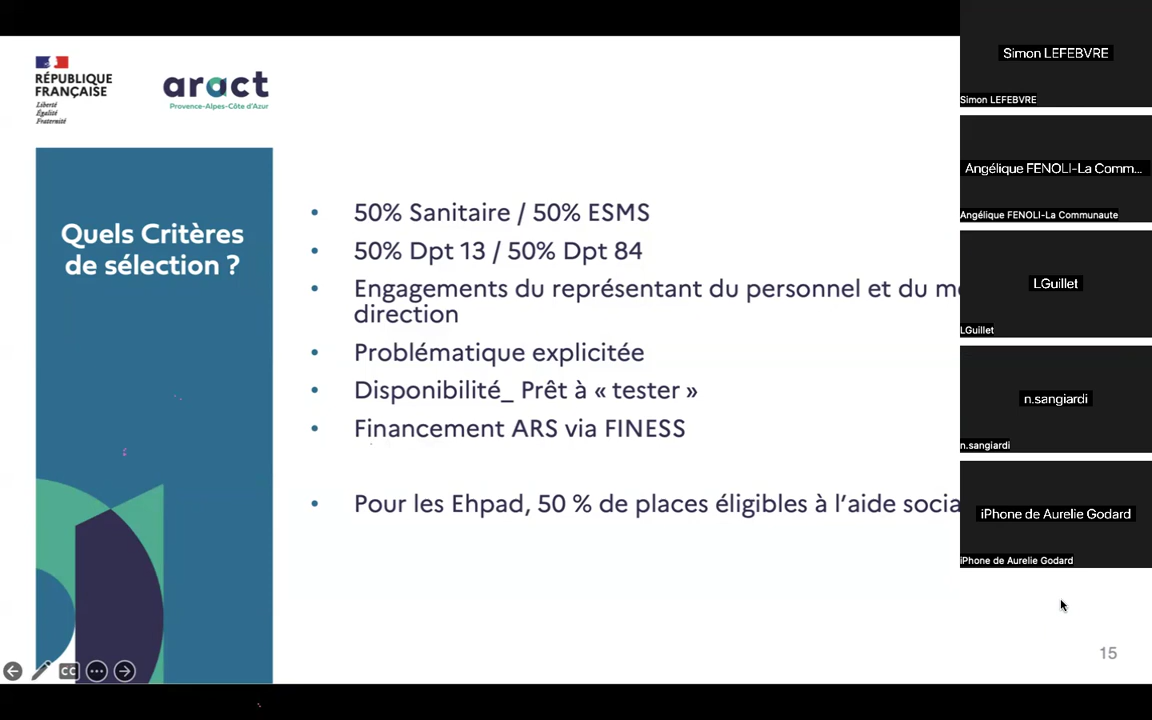 RÉPUBLIQUE
FRANÇAISE
Liberté
Égalité
Fraternité
aract
Provence-Alpes-Côte d'Azur
Quels Critères
de sélection ?
• 50% Sanitaire / 50% ESMS
• 50% Dpt 13 / 50% Dpt 84
• Engagements du représentant du personnel et du
direction
• Problématique explicitée
• Disponibilité_ Prêt à « tester »
• Financement ARS via FINESS
• Pour les Ehpad, 50 % de places éligibles à l'aide
15
CC
Simon LEFEBVRE
Simon LEFEBVRE
Angélique FENOLI-La Comm...
Angélique FENOLI-La Communaute
LGuillet
LGuillet
n.sangiardi
n.sangiardi
iPhone de Aurelie Godard
iPhone de Aurelie Godard